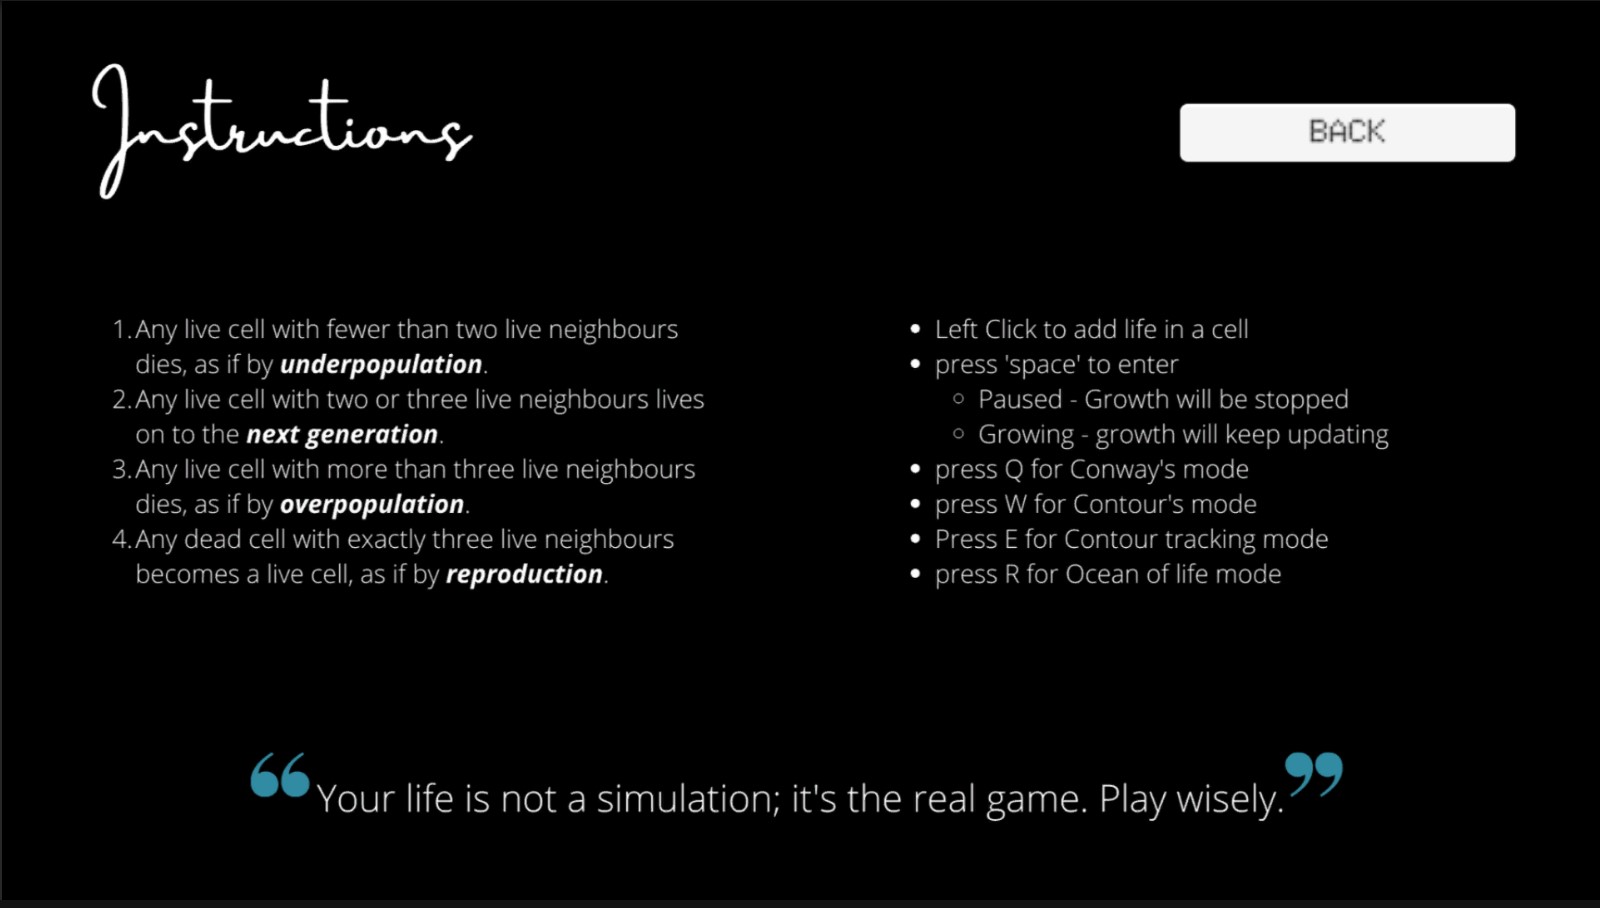 Instructions
BACK
1. Any live cell with fewer than two live neighbours
dies, as if by underpopulation.
2. Any live cell with two or three live neighbours lives
on to the next generation.
3. Any live cell with more than three live neighbours
dies, as if by overpopulation.
4. Any dead cell with exactly three live neighbours
becomes a live cell, as if by reproduction.
• Left Click to add life in a cell
• press 'space' to enter
○ Paused - Growth will be stopped
○ Growing - growth will keep updating
• press Q for Conway's mode
• press W for Contour's mode
• Press E for Contour tracking mode
• press R for Ocean of life mode
“Your life is not a simulation; it's the real game. Play wisely.”